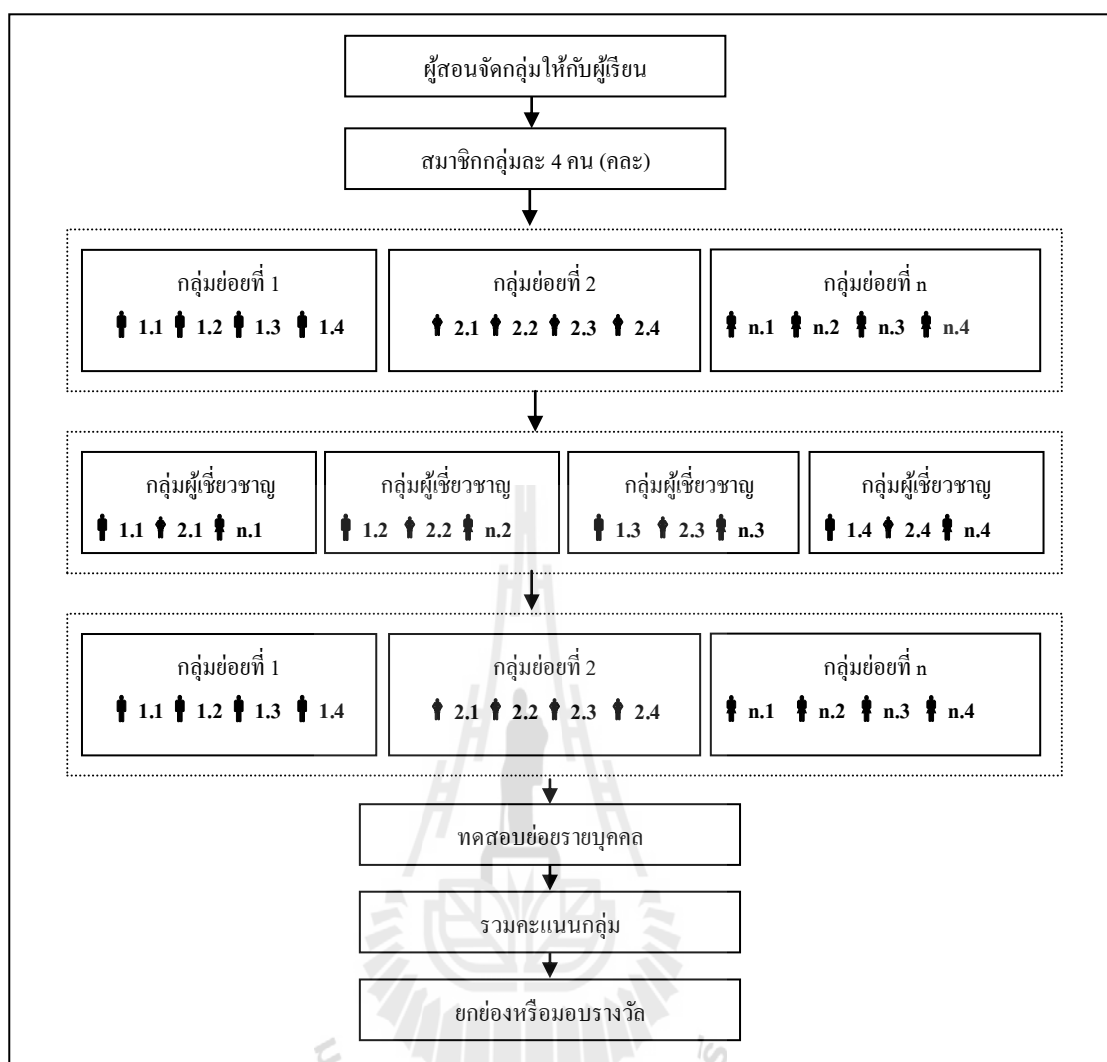 ผู้สอนจัดกลุ่มให้กับผู้เรียน
สมาชิกกลุ่มละ 4 คน (คละ)
กลุ่มย่อยที่ 1
1.1 1.2 1.3 1.4
กลุ่มย่อยที่ 2
2.1 2.2 2.3 2.4
กลุ่มย่อยที่ n
n.1 n.2 n.3 n.4
กลุ่มผู้เชี่ยวชาญ
1.1 2.1 n.1
กลุ่มผู้เชี่ยวชาญ
1.2 2.2 n.2
กลุ่มผู้เชี่ยวชาญ
1.3 2.3 n.3
กลุ่มผู้เชี่ยวชาญ
1.4 2.4 n.4
กลุ่มย่อยที่ 1
1.1 1.2 1.3 1.4
กลุ่มย่อยที่ 2
2.1 2.2 2.3 2.4
กลุ่มย่อยที่ n
n.1 n.2 n.3 n.4
ทดสอบย่อยรายบุคคล
รวมคะแนนกลุ่ม
ยกย่องหรือมอบรางวัล